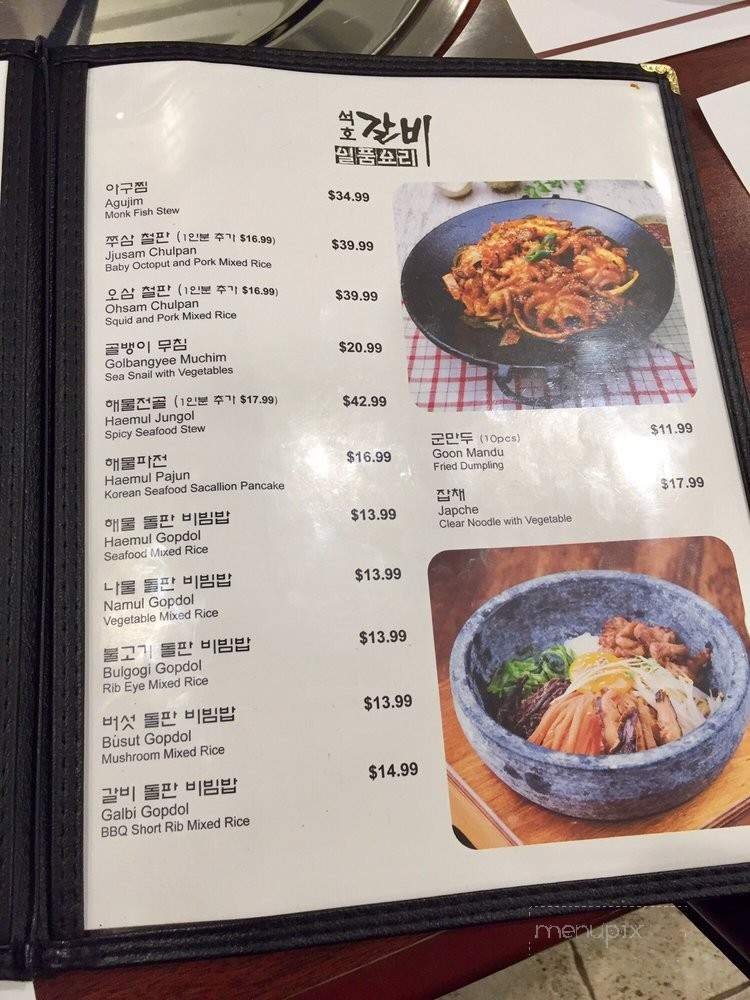 석호 갈비
일품요리
아구찜
Agujim
Monk Fish Stew
$34.99
쭈삼 철판 (1인분 추가 $16.99)
Jjusam Chulpan
Baby Octoput and Pork Mixed Rice
$39.99
오삼 철판 (1인분 추가 $16.99)
Ohsam Chulpan
Squid and Pork Mixed Rice
$39.99
골뱅이 무침
Golbangyee Muchim
Sea Snail with Vegetables
$20.99
해물전골 (1인분 추가 $17.99)
Haemul Jungol
Spicy Seafood Stew
$42.99
해물파전
Haemul Pajun
Korean Seafood Sacallion Pancake
$16.99
해물 돌판 비빔밥
Haemul Gopdol
Seafood Mixed Rice
$13.99
나물 돌판 비빔밥
Namul Gopdol
Vegetable Mixed Rice
$13.99
불고기 돌판 비빔밥
Bulgogi Gopdol
Rib Eye Mixed Rice
$13.99
버섯 돌판 비빔밥
Busut Gopdol
Mushroom Mixed Rice
$13.99
갈비 돌판 비빔밥
Galbi Gopdol
BBQ Short Rib Mixed Rice
$14.99
군만두 (10pcs)
Goon Mandu
Fried Dumpling
$11.99
잡채
Japche
Clear Noodle with Vegetable
$17.99
menupix